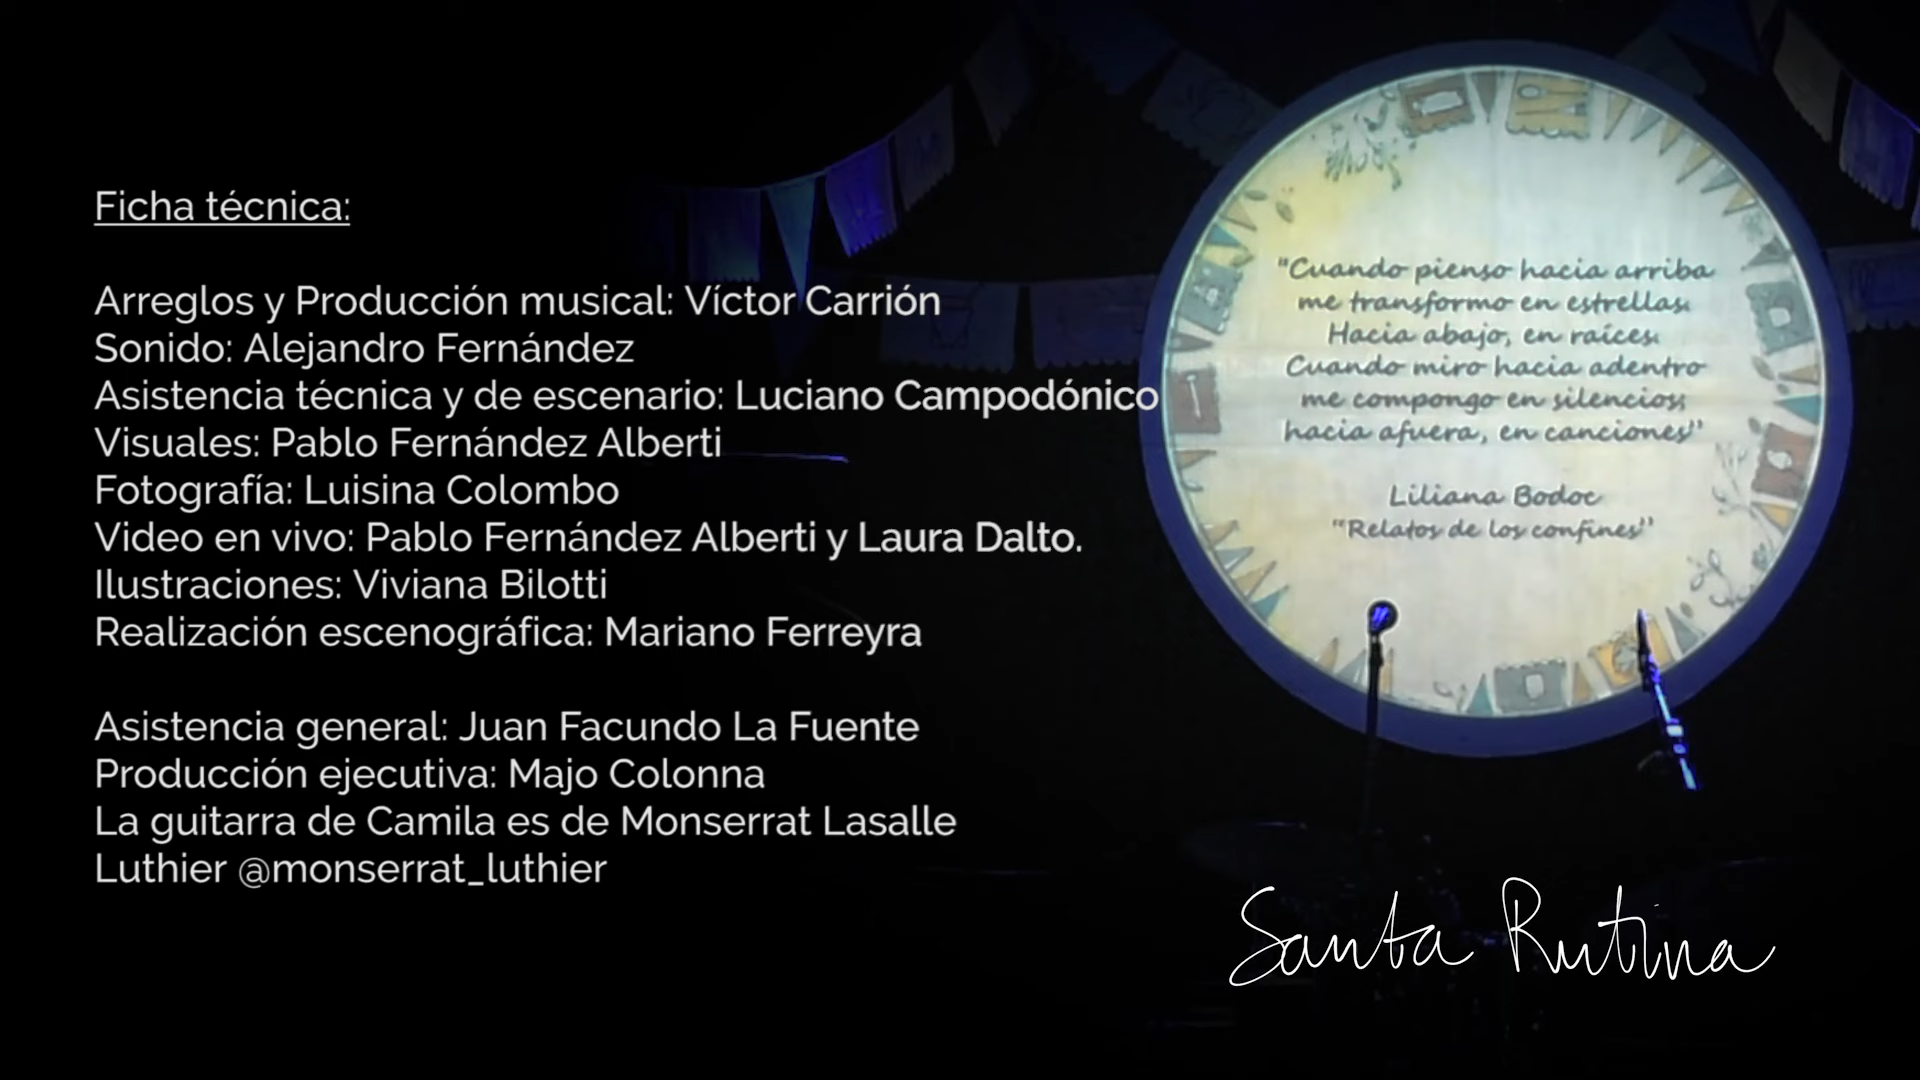 Ficha técnica:
Arreglos y Producción musical: Víctor Carrión
Sonido: Alejandro Fernández
Asistencia técnica y de escenario: Luciano Campodónico
Visuales: Pablo Fernández Alberti
Fotografía: Luisina Colombo
Video en vivo: Pablo Fernández Alberti y Laura Dalto.
Ilustraciones: Viviana Bilotti
Realización escenográfica: Mariano Ferreyra
Asistencia general: Juan Facundo La Fuente
Producción ejecutiva: Majo Colonna
La guitarra de Camila es de Monserrat Lasalle
Luthier @monserrat_luthier
"Cuando pienso hacia arriba
me transformo en estrellas.
Hacia abajo, en raíces.
Cuando miro hacia adentro
me compongo en silencios;
hacia afuera, en canciones"
Liliana Bodoc
"Relatos de los confines"
Santa Rutina